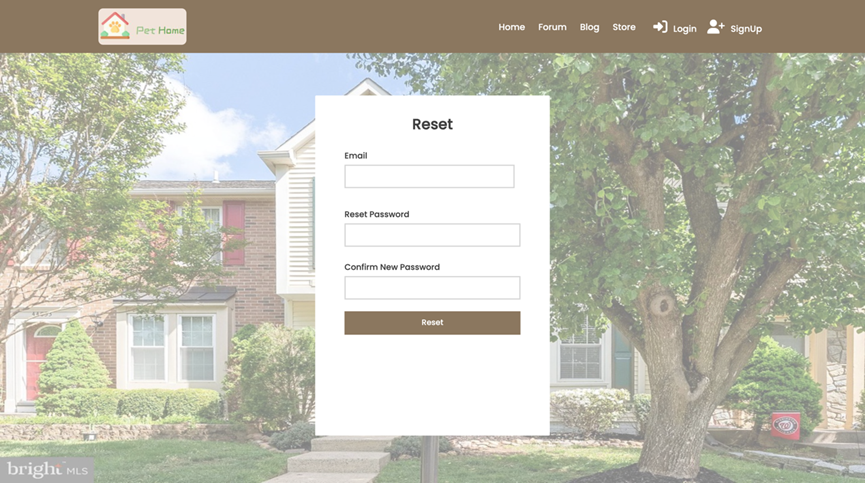 Pet Home
Home Forum Blog Store Login SignUp
Reset
Email
Reset Password
Confirm New Password
Reset
bright MLS